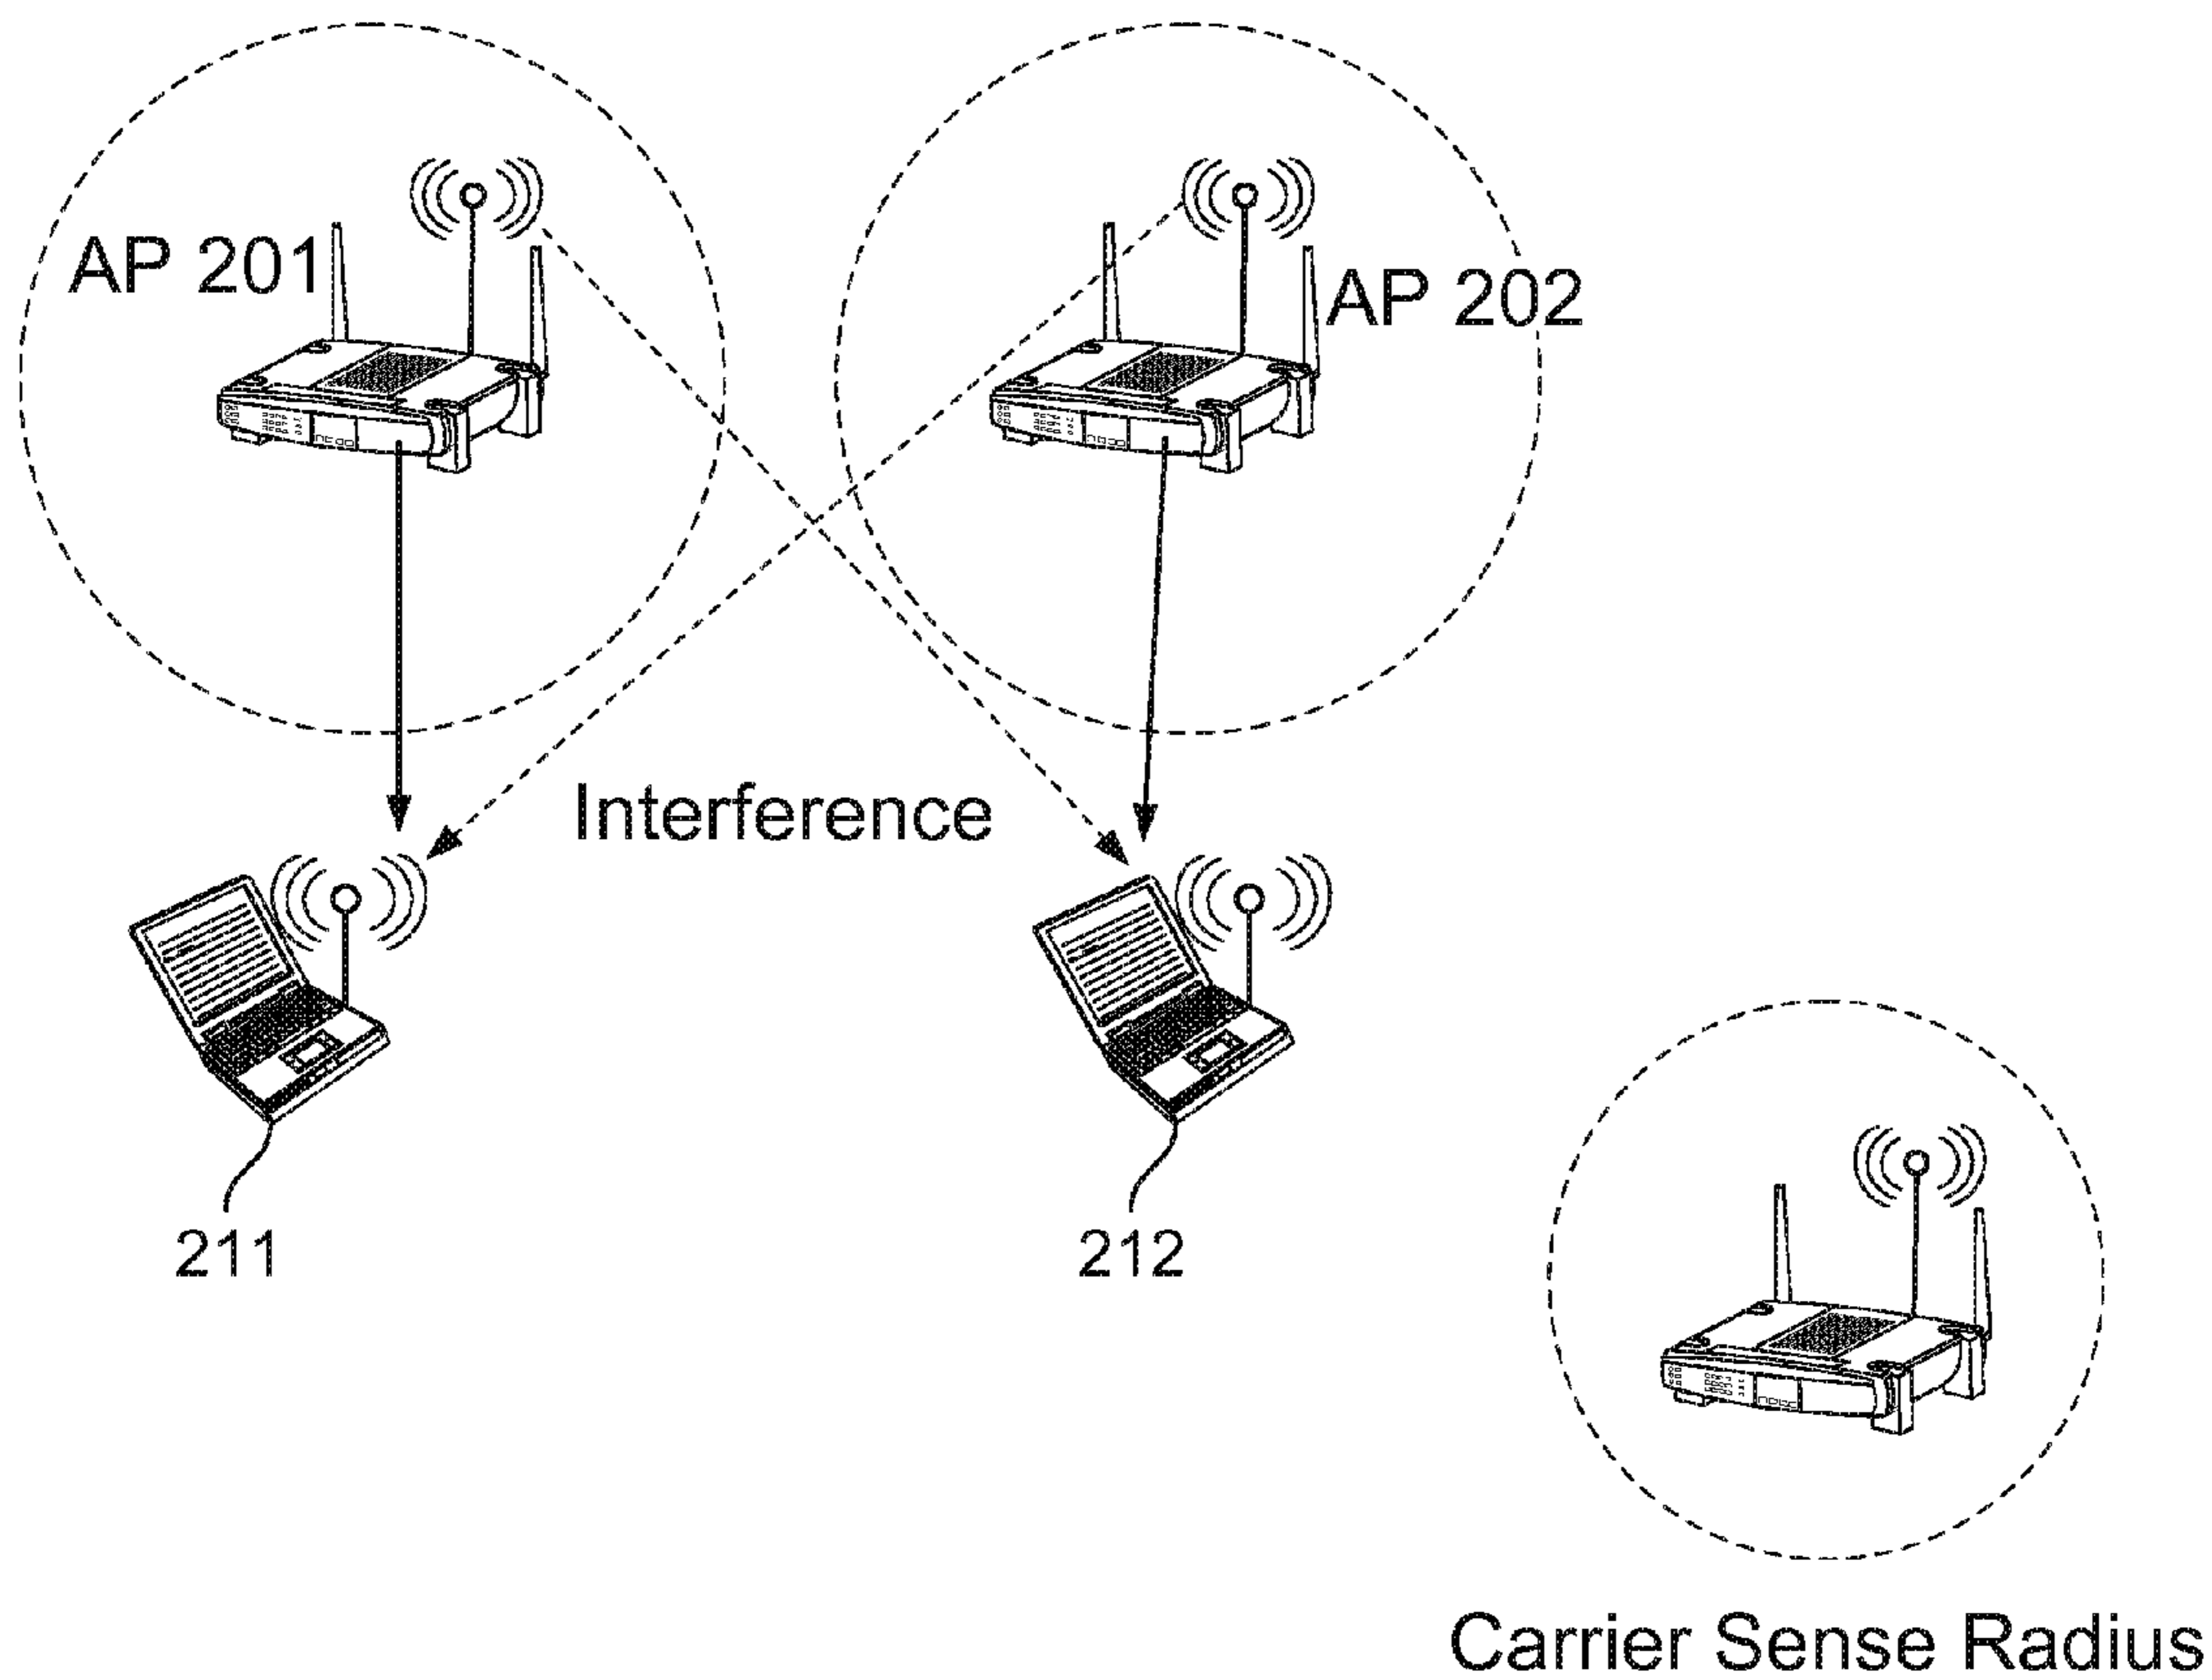 AP 201
AP 202
Interference
211
212
Carrier Sense Radius